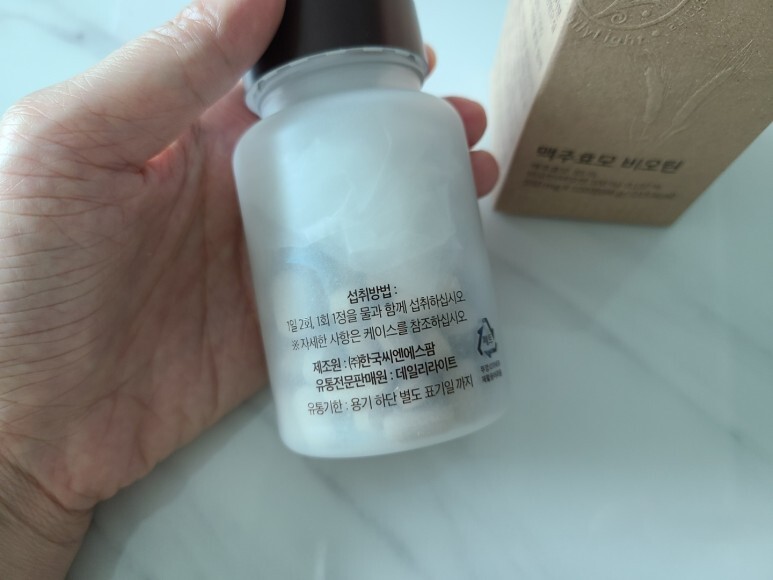 섭취방법 :
1일 2회, 1회 1정을 물과 함께 섭취하십시오
※ 자세한 사항은 케이스를 참조하십시오
제조원 : (주)한국씨엔에스팜
유통전문판매원 : 데일리라이트
유통기한 : 용기 하단 별도 표기일 까지
맥주효모 비오틴